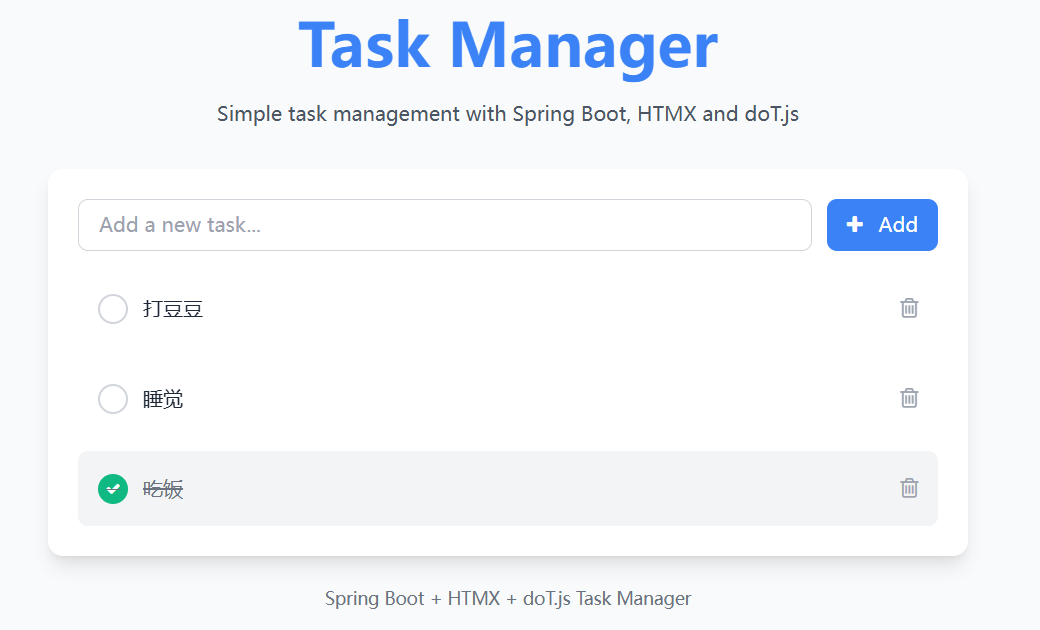 Task Manager
Simple task management with Spring Boot, HTMX and doT.js
Add a new task...
Add
打豆豆
睡觉
吃饭
Spring Boot + HTMX + doT.js Task Manager